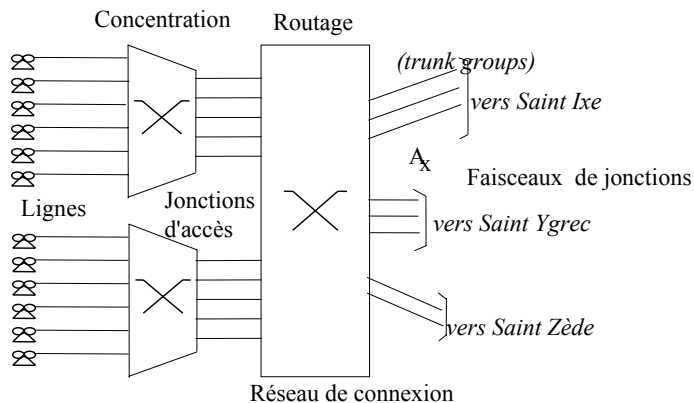 Concentration
Routage
(trunk groups)
vers Saint Ixe
A_X
Faisceaux de jonctions
Lignes
Jonctions
d'accès
vers Saint Ygrec
vers Saint Zède
Réseau de connexion